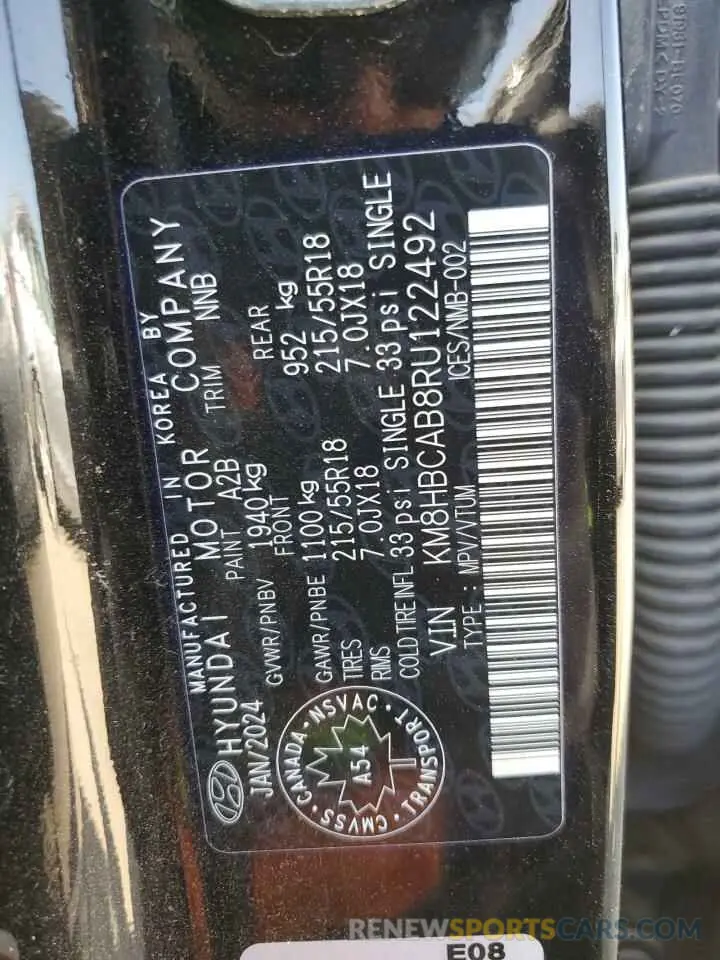 MANUFACTURED IN KOREA BY
HYUNDAI MOTOR COMPANY
JAN/2024 PAINT A2B TRIM NNB
GVWR/PNBV 1940 kg
FRONT REAR
GAWR/PNBE 1100 kg 952 kg
TIRES 215/55R18 215/55R18
RIMS 7.0JX18 7.0JX18
COLD TIRE INFL 33 psi SINGLE 33 psi SINGLE
VIN KM8HBCAB8RU122492
TYPE : MPV/VTUM ICES/NMB-002
CANADA · NSVAC · TRANSPORT · CMVSS ·
A54
E08
RENEWSPORTSCARS.COM